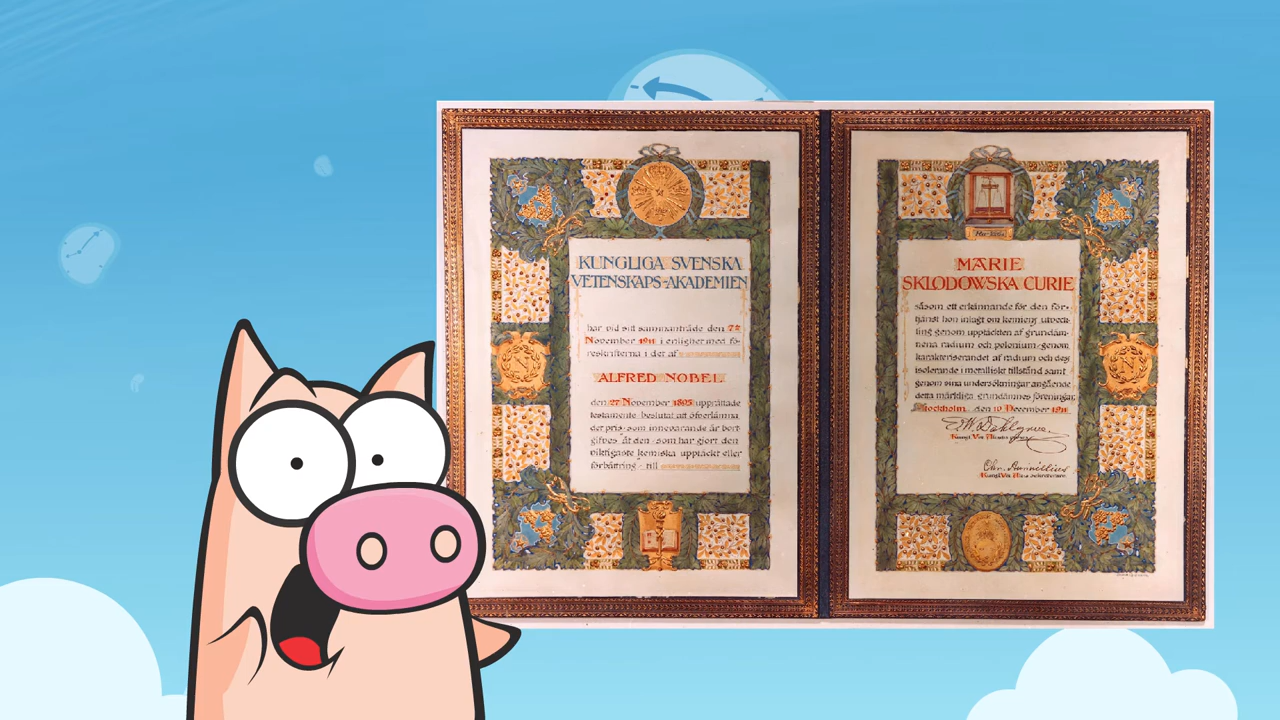 KUNGLIGA SVENSKA
VETENSKAPS-AKADEMIEN
har vid sitt sammanträde den 7de
November 1911 i enlighet med fö-
reskrifterna i det af
ALFRED NOBEL
den 27 November 1895 upprättade
testamente beslutat att öfverlämna
det pris som innevarande år bort
gifves åt den som har gjort den
viktigaste kemiska upptäckt eller
förbättring till
MARIE
SKLODOWSKA CURIE
såsom ett erkännande för den för-
tjänst hon inlagt om kemiens utveck-
ling genom upptäckten af grundäm-
nena radium och polonium genom
karakteriserandet af radium och dess
isolerande i metalliskt tillstånd samt
genom sina undersökningar angående
detta märkliga grundämnes föreningar.
Stockholm den 10 December 1911
E.W. Dahlgren